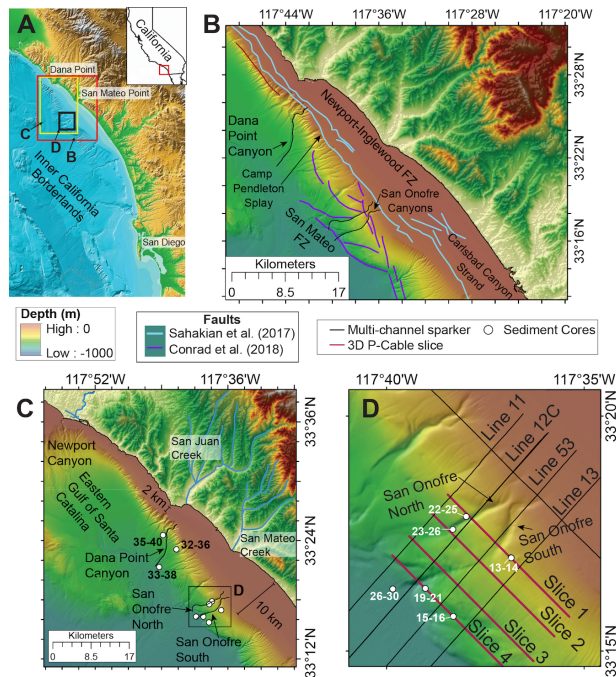 A
California
Dana Point
San Mateo Point
C
D
B
Inner California
Borderlands
San Diego
B
117°44'W 117°36'W 117°28'W 117°20'W
33°28'N
33°22'N
33°16'N
Newport-Inglewood FZ
Dana
Point
Canyon
Camp
Pendleton
Splay
San Onofre
Canyons
San Mateo
FZ
Carlsbad Canyon
Strand
Kilometers
0 8.5 17
Depth (m)
High : 0
Low : -1000
Faults
Sahakian et al. (2017)
Conrad et al. (2018)
Multi-channel sparker
Sediment Cores
3D P-Cable slice
C
117°52'W 117°36'W
33°36'N
33°24'N
33°12'N
Newport
Canyon
San Juan
Creek
Eastern
Gulf of Santa
Catalina
2 km
San Mateo
Creek
35-40
32-36
Dana Point
Canyon
33-38
D
San
Onofre
North
10 km
San Onofre
South
Kilometers
0 8.5 17
D
117°40'W 117°35'W
33°20'N
33°15'N
Line 11
Line 12C
Line 53
Line 13
San Onofre
North
San Onofre
South
22-25
23-26
13-14
26-30
19-21
15-16
Slice 1
Slice 2
Slice 3
Slice 4